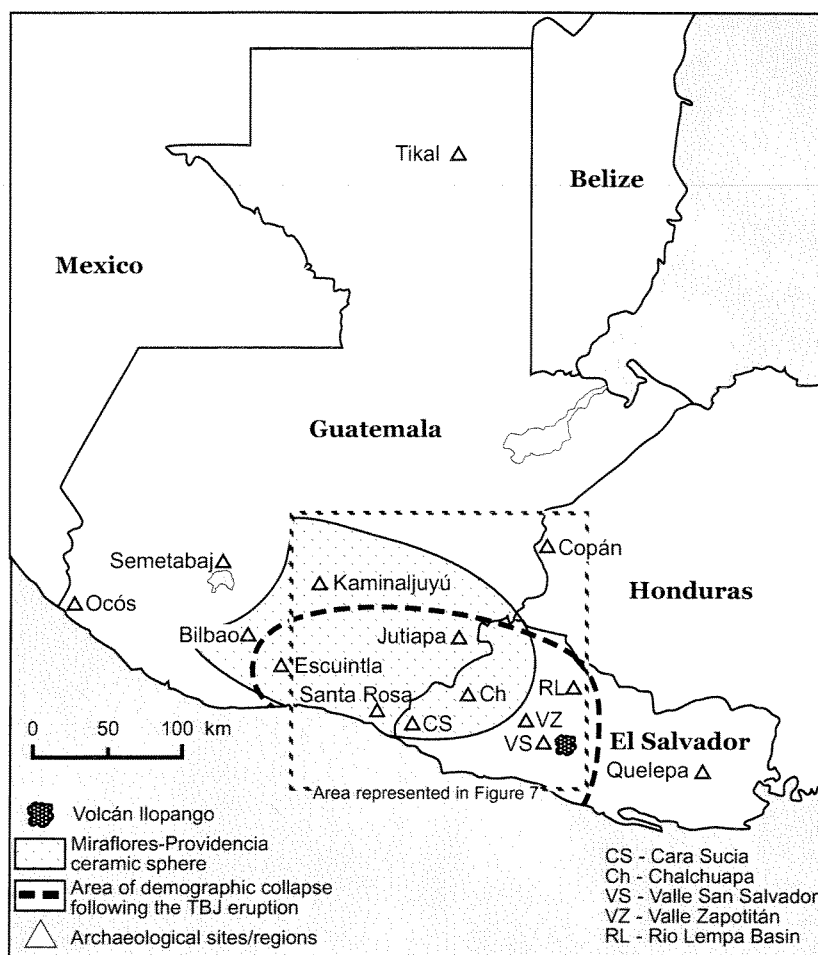 Tikal
Belize
Mexico
Guatemala
Copán
Semetabaj
Kaminaljuyú
Honduras
Ocós
Bilbao
Jutiapa
Escuintla
Santa Rosa
Ch
RL
CS
VZ
VS
El Salvador
Quelepa
0 50 100 km
Area represented in Figure 7
Volcán Ilopango
Miraflores-Providencia
ceramic sphere
Area of demographic collapse
following the TBJ eruption
Archaeological sites/regions
CS - Cara Sucia
Ch - Chalchuapa
VS - Valle San Salvador
VZ - Valle Zapotitán
RL - Rio Lempa Basin